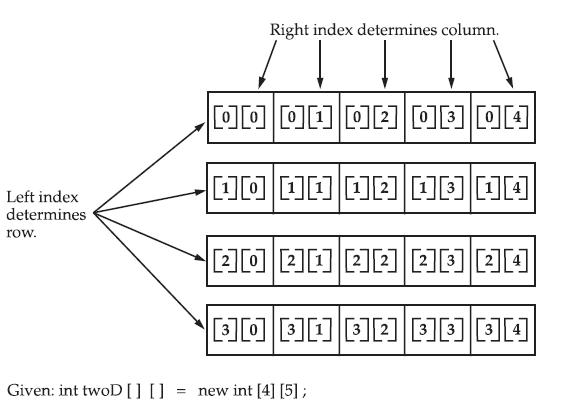 Right index determines column.
[0][0] [0][1] [0][2] [0][3] [0][4]
[1][0] [1][1] [1][2] [1][3] [1][4]
Left index
determines
row.
[2][0] [2][1] [2][2] [2][3] [2][4]
[3][0] [3][1] [3][2] [3][3] [3][4]
Given: int twoD [ ] [ ] = new int [4] [5] ;